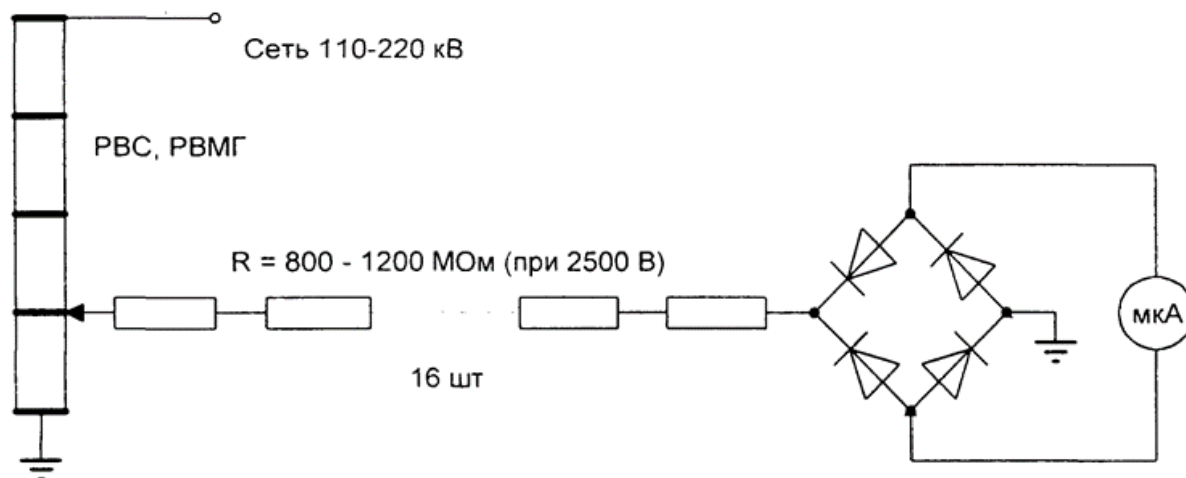 Сеть 110-220 кВ
РВС, РВМГ
R = 800 - 1200 МОм (при 2500 В)
мкА
16 шт